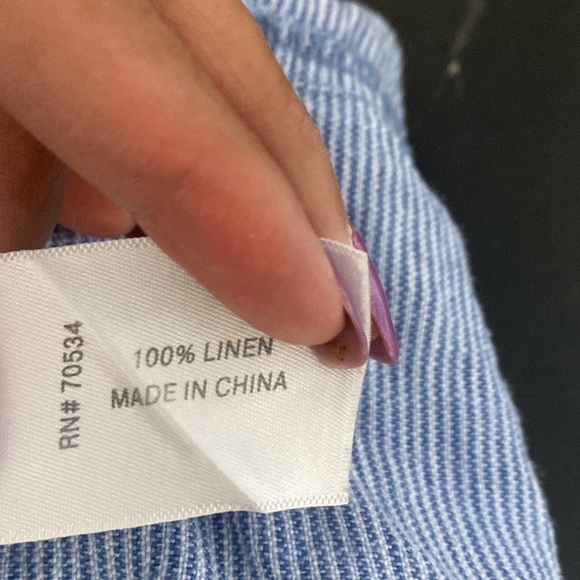 100% LINEN
MADE IN CHINA
RN# 70534